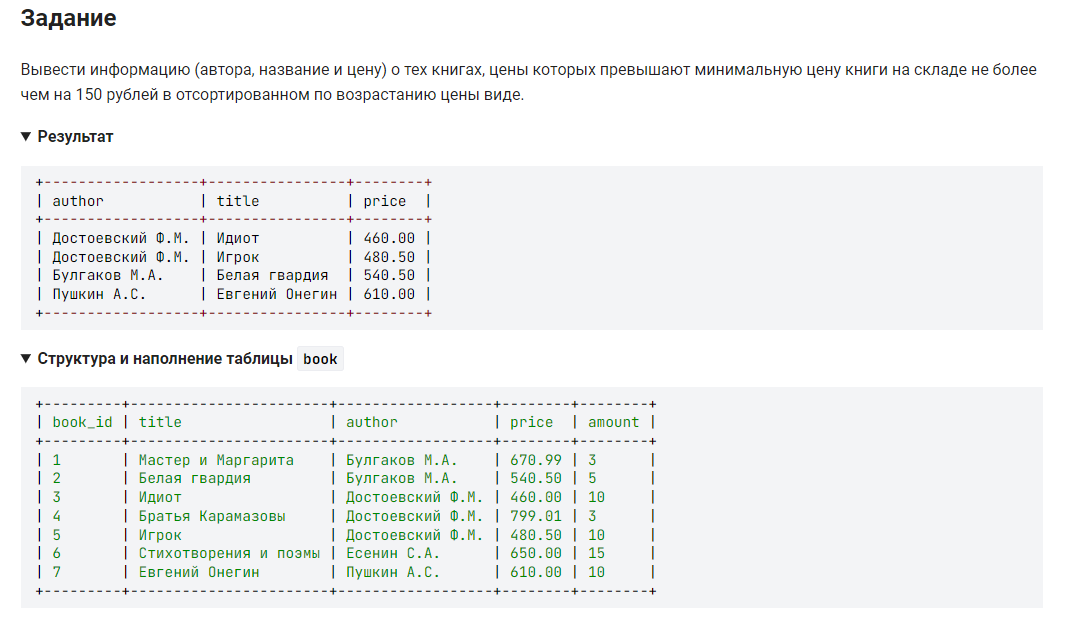 Задание
Вывести информацию (автора, название и цену) о тех книгах, цены которых превышают минимальную цену книги на складе не более
чем на 150 рублей в отсортированном по возрастанию цены виде.
▼ Результат
+------------------+----------------+--------+
| author           | title          | price  |
+------------------+----------------+--------+
| Достоевский Ф.М. | Идиот          | 460.00 |
| Достоевский Ф.М. | Игрок          | 480.50 |
| Булгаков М.А.    | Белая гвардия  | 540.50 |
| Пушкин А.С.      | Евгений Онегин | 610.00 |
+------------------+----------------+--------+
▼ Структура и наполнение таблицы book
+---------+-----------------------+------------------+--------+--------+
| book_id | title                 | author           | price  | amount |
+---------+-----------------------+------------------+--------+--------+
| 1       | Мастер и Маргарита    | Булгаков М.А.    | 670.99 | 3      |
| 2       | Белая гвардия         | Булгаков М.А.    | 540.50 | 5      |
| 3       | Идиот                 | Достоевский Ф.М. | 460.00 | 10     |
| 4       | Братья Карамазовы     | Достоевский Ф.М. | 799.01 | 3      |
| 5       | Игрок                 | Достоевский Ф.М. | 480.50 | 10     |
| 6       | Стихотворения и поэмы | Есенин С.А.      | 650.00 | 15     |
| 7       | Евгений Онегин        | Пушкин А.С.      | 610.00 | 10     |
+---------+-----------------------+------------------+--------+--------+